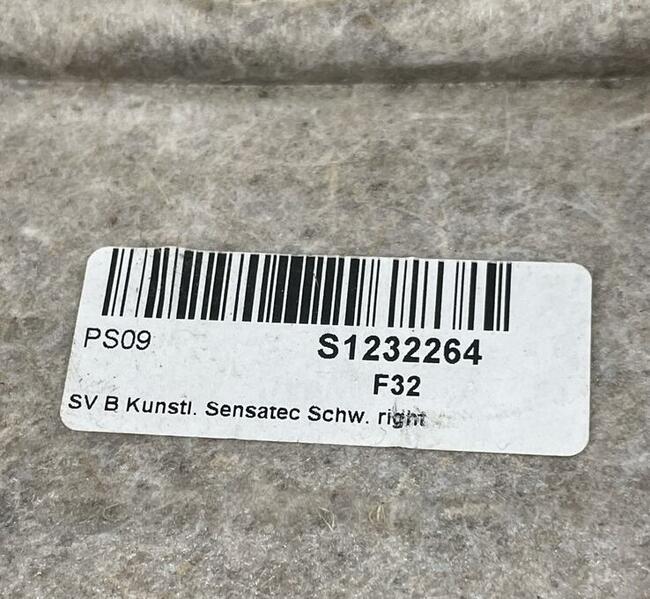 PS09 S1232264
F32
SV B Kunstl. Sensatec Schw. right